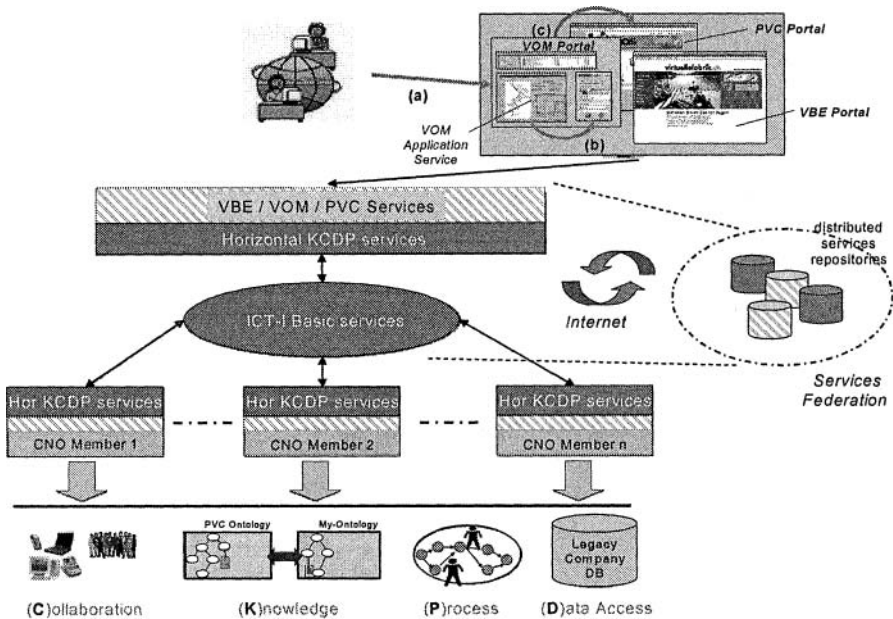 (c)
PVC Portal
VOM Portal
virtuellefabrik.ch
(a)
VOM
Application
Service
(b)
VBE Portal
VBE / VOM / PVC Services
Horizontal KCDP services
distributed
services
repositories
ICT-I Basic services
Internet
Services
Federation
Hor KCDP services
Hor KCDP services
Hor KCDP services
CNO Member 1
CNO Member 2
CNO Member n
PVC Ontology
My-Ontology
Legacy
Company
DB
(C)ollaboration
(K)nowledge
(P)rocess
(D)ata Access